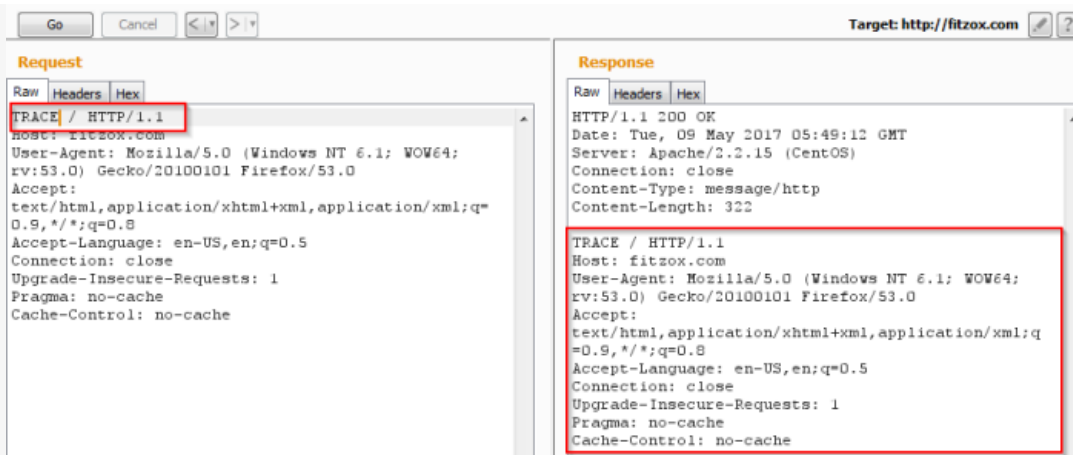 Go Cancel < > Target: http://fitzox.com ?
Request
Raw Headers Hex
TRACE / HTTP/1.1
Host: fitzox.com
User-Agent: Mozilla/5.0 (Windows NT 6.1; WOW64;
rv:53.0) Gecko/20100101 Firefox/53.0
Accept:
text/html,application/xhtml+xml,application/xml;q=
0.9,*/*;q=0.8
Accept-Language: en-US,en;q=0.5
Connection: close
Upgrade-Insecure-Requests: 1
Pragma: no-cache
Cache-Control: no-cache
Response
Raw Headers Hex
HTTP/1.1 200 OK
Date: Tue, 09 May 2017 05:49:12 GMT
Server: Apache/2.2.15 (CentOS)
Connection: close
Content-Type: message/http
Content-Length: 322
TRACE / HTTP/1.1
Host: fitzox.com
User-Agent: Mozilla/5.0 (Windows NT 6.1; WOW64;
rv:53.0) Gecko/20100101 Firefox/53.0
Accept:
text/html,application/xhtml+xml,application/xml;q
=0.9,*/*;q=0.8
Accept-Language: en-US,en;q=0.5
Connection: close
Upgrade-Insecure-Requests: 1
Pragma: no-cache
Cache-Control: no-cache